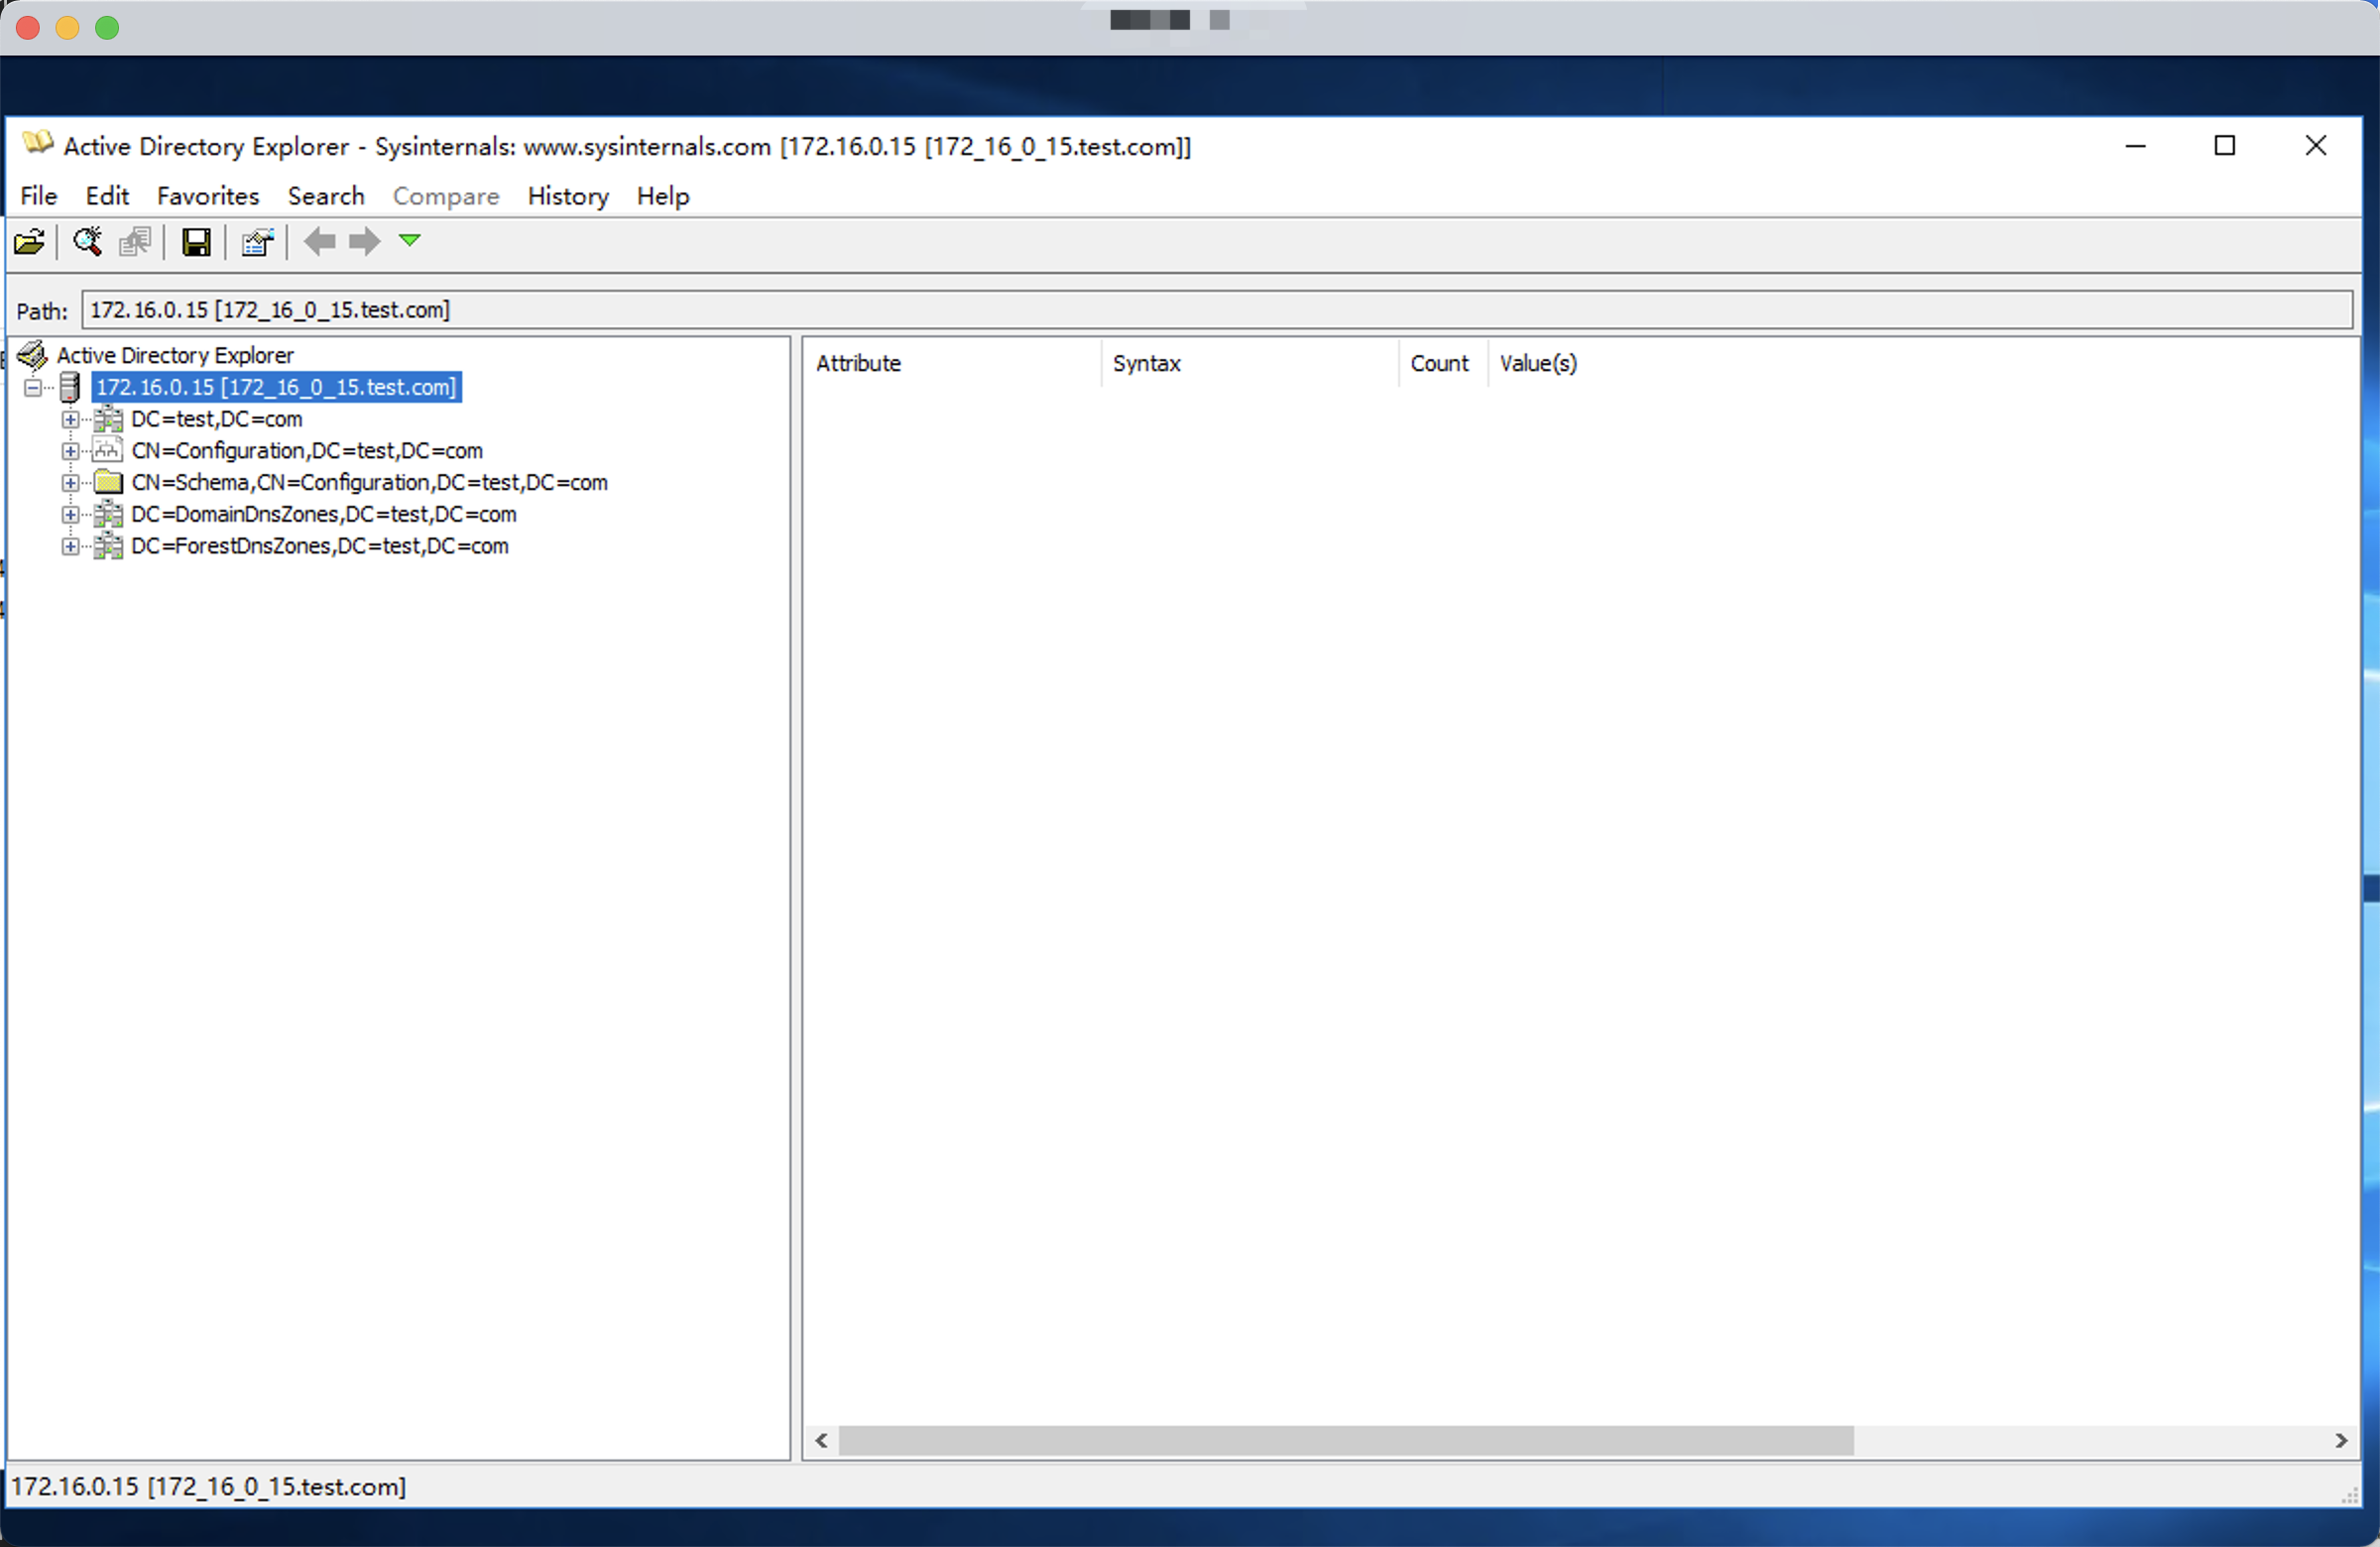 Active Directory Explorer - Sysinternals: www.sysinternals.com [172.16.0.15 [172_16_0_15.test.com]]
File Edit Favorites Search Compare History Help
Path: 172.16.0.15 [172_16_0_15.test.com]
Active Directory Explorer
172.16.0.15 [172_16_0_15.test.com]
DC=test,DC=com
CN=Configuration,DC=test,DC=com
CN=Schema,CN=Configuration,DC=test,DC=com
DC=DomainDnsZones,DC=test,DC=com
DC=ForestDnsZones,DC=test,DC=com
Attribute Syntax Count Value(s)
172.16.0.15 [172_16_0_15.test.com]